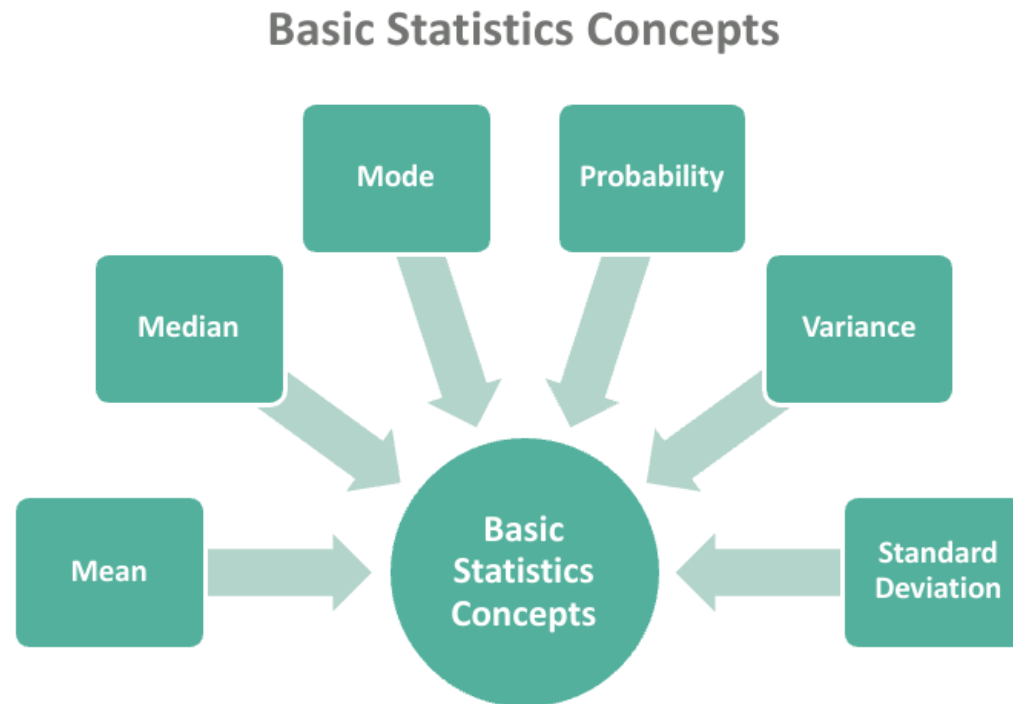 Basic Statistics Concepts
Mode
Probability
Median
Variance
Mean
Basic
Statistics
Concepts
Standard
Deviation